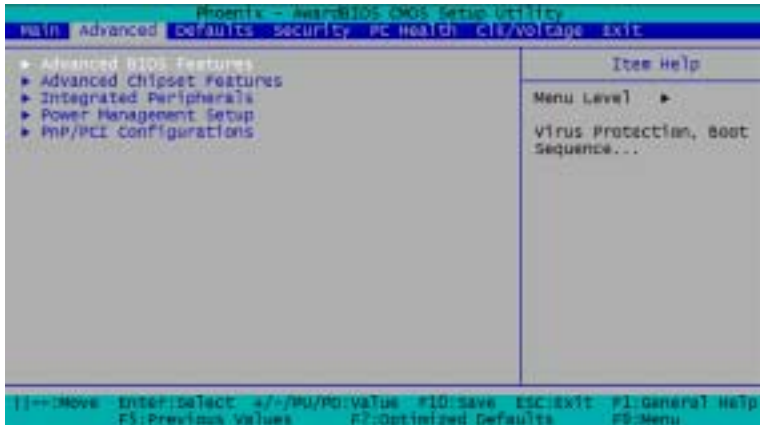 Phoenix - AwardBIOS CMOS Setup Utility
Main Advanced Defaults Security PC Health Clk/Voltage Exit
▶ Advanced BIOS Features
▶ Advanced Chipset Features
▶ Integrated Peripherals
▶ Power Management Setup
▶ PnP/PCI Configurations
Item Help
Menu Level ▶
Virus Protection, Boot
Sequence...
:Move Enter:Select +/-/PU/PD:Value F10:Save ESC:Exit F1:General Help
F5:Previous Values F7:Optimized Defaults F9:Menu